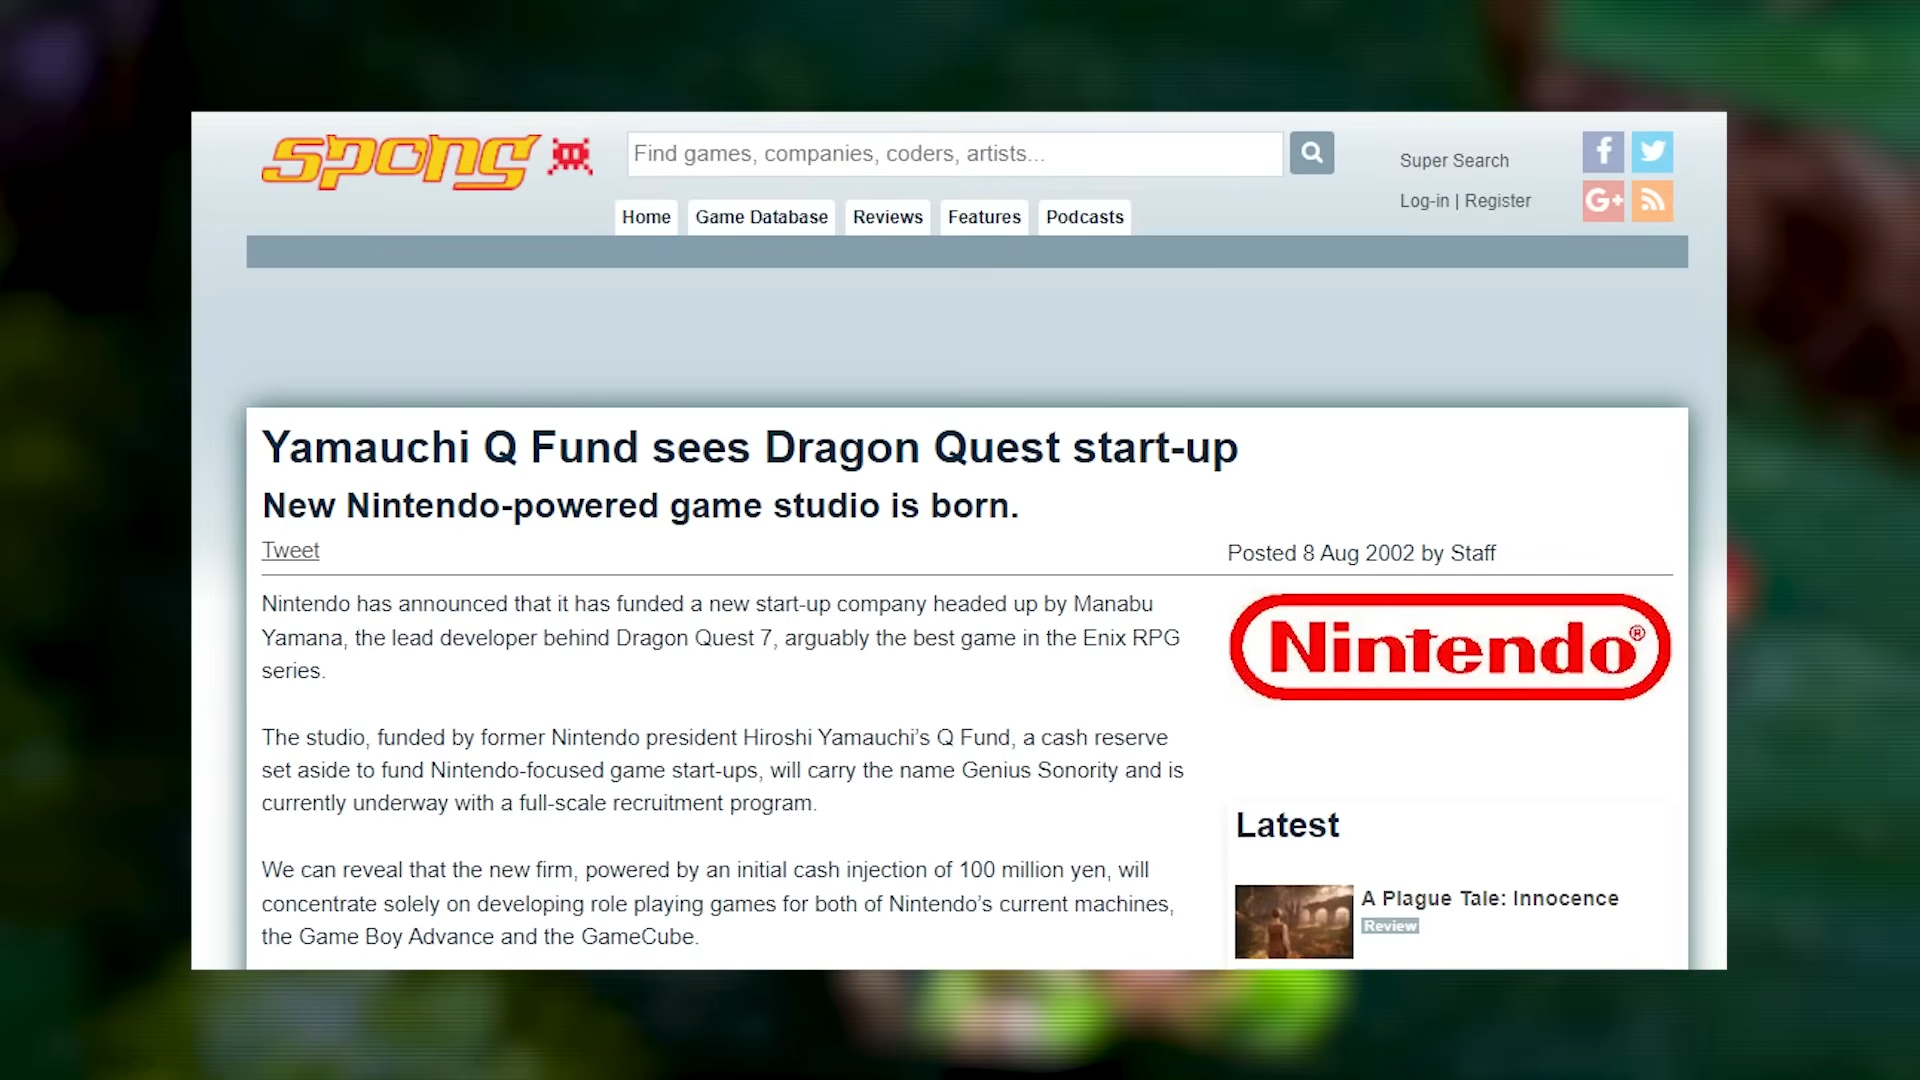 spong
Find games, companies, coders, artists...
Super Search
Log-in | Register
f
G+
Home
Game Database
Reviews
Features
Podcasts
Yamauchi Q Fund sees Dragon Quest start-up
New Nintendo-powered game studio is born.
Tweet
Posted 8 Aug 2002 by Staff
Nintendo has announced that it has funded a new start-up company headed up by Manabu
Yamana, the lead developer behind Dragon Quest 7, arguably the best game in the Enix RPG
series.
The studio, funded by former Nintendo president Hiroshi Yamauchi’s Q Fund, a cash reserve
set aside to fund Nintendo-focused game start-ups, will carry the name Genius Sonority and is
currently underway with a full-scale recruitment program.
We can reveal that the new firm, powered by an initial cash injection of 100 million yen, will
concentrate solely on developing role playing games for both of Nintendo’s current machines,
the Game Boy Advance and the GameCube.
Nintendo®
Latest
A Plague Tale: Innocence
Review